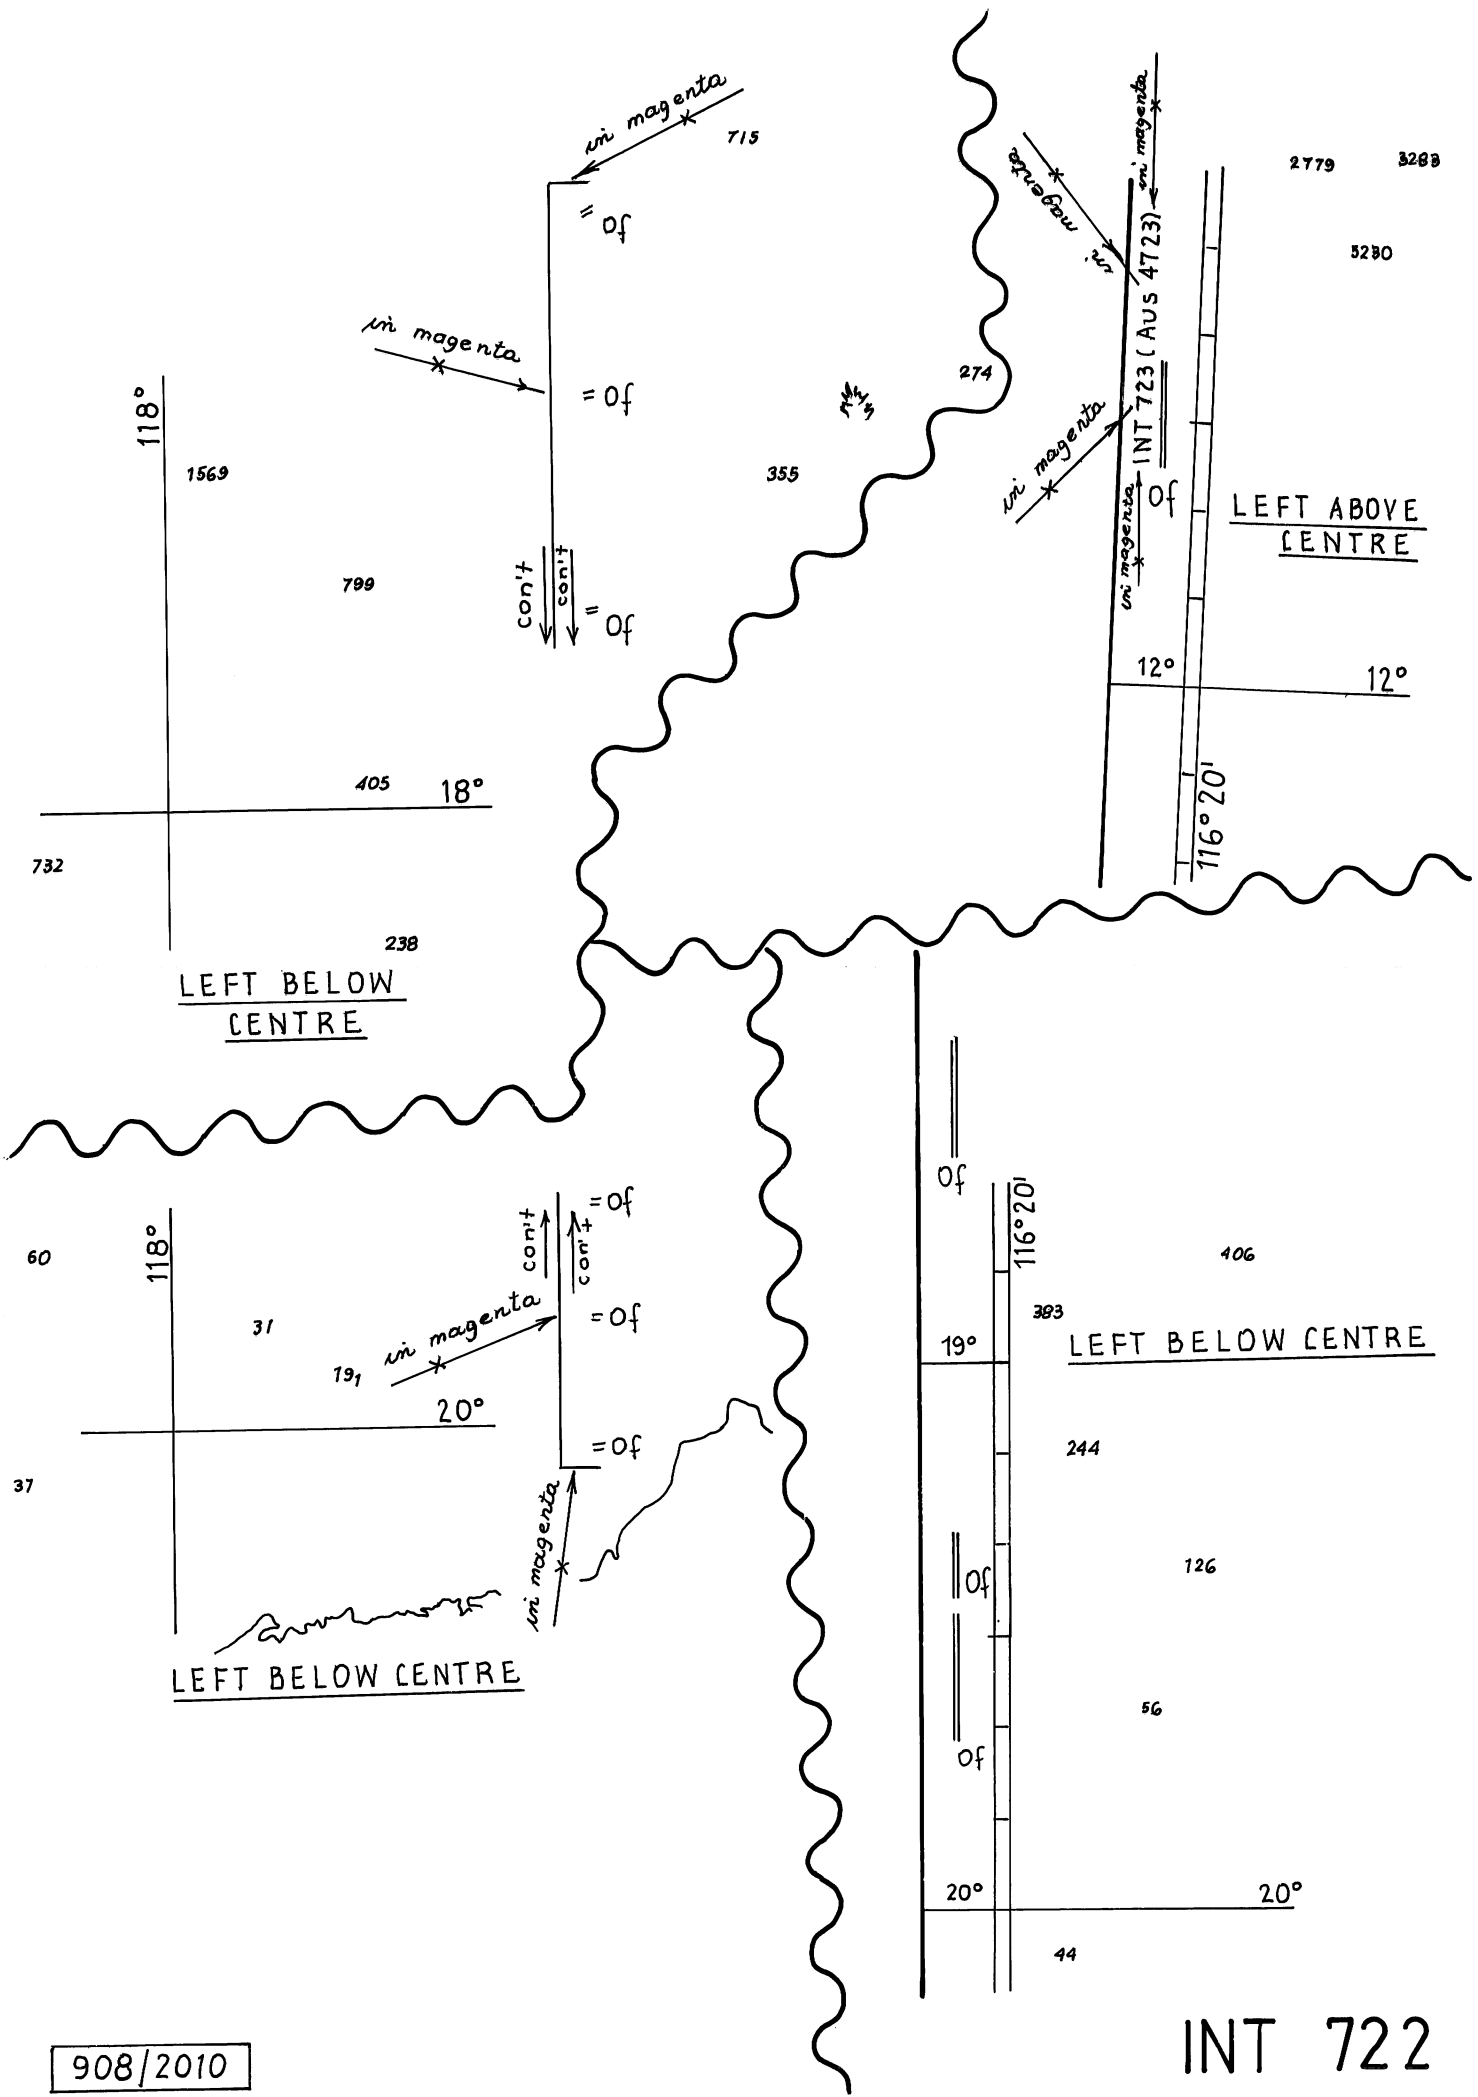 in magenta
715
= of
in magenta
= of
118°
1569
274
355
799
con't
con't
= of
405
18°
732
238
LEFT BELOW
CENTRE
in magenta
in magenta
2779
3283
5230
INT 723 (AUS 4723)
in magenta
in magenta
of
LEFT ABOVE
CENTRE
12°
12°
116° 20'
118°
60
31
19₁
con't
con't
= of
in magenta
= of
20°
= of
37
in magenta
LEFT BELOW CENTRE
of
116° 20'
406
383
19°
LEFT BELOW CENTRE
244
126
of
56
of
20°
20°
44
908/2010
INT 722